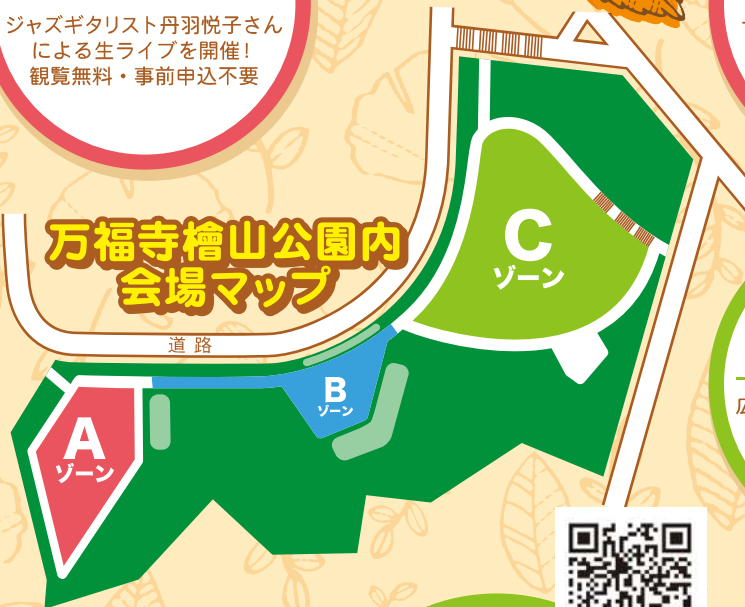 ジャズギタリスト丹羽悦子さん
による生ライブを開催！
観覧無料・事前申込不要
万福寺檜山公園内
会場マップ
道路
A
ゾーン
B
ゾーン
C
ゾーン